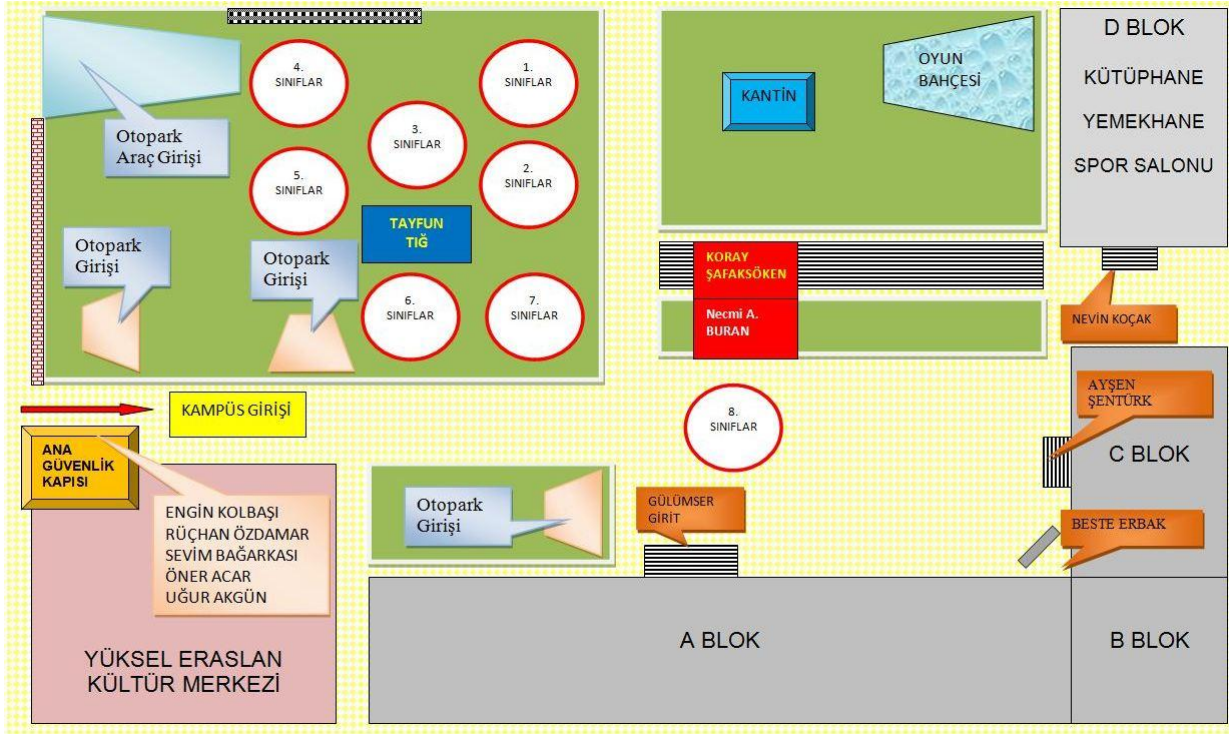 4.
SINIFLAR
1.
SINIFLAR
Otopark
Araç Girişi
3.
SINIFLAR
5.
SINIFLAR
2.
SINIFLAR
TAYFUN
TIĞ
Otopark
Girişi
Otopark
Girişi
6.
SINIFLAR
7.
SINIFLAR
KANTİN
OYUN
BAHÇESİ
D BLOK
KÜTÜPHANE
YEMEKHANE
SPOR SALONU
KORAY
ŞAFAKSÖKEN
Necmi A.
BURAN
NEVİN KOÇAK
KAMPÜS GİRİŞİ
ANA
GÜVENLİK
KAPISI
ENGİN KOLBAŞI
RÜÇHAN ÖZDAMAR
SEVİM BAĞARKASI
ÖNER ACAR
UĞUR AKGÜN
YÜKSEL ERASLAN
KÜLTÜR MERKEZİ
8.
SINIFLAR
Otopark
Girişi
GÜLÜMSER
GİRİT
AYŞEN
ŞENTÜRK
C BLOK
BESTE ERBAK
A BLOK
B BLOK